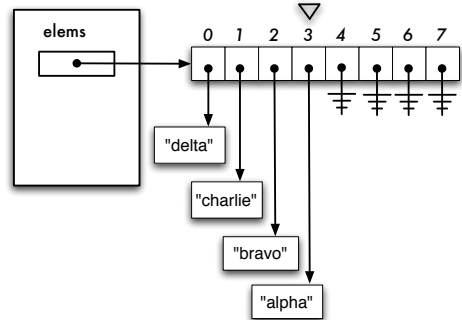 elems
0 1 2 3 4 5 6 7
"delta"
"charlie"
"bravo"
"alpha"